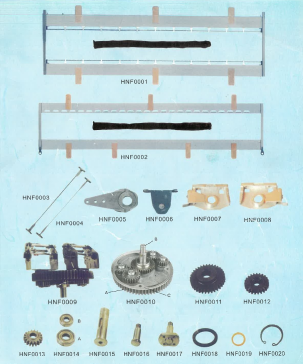 HNF0001
HNF0002
HNF0003
HNF0004
HNF0005
HNF0006
HNF0007
HNF0008
HNF0009
B
A
C
HNF0010
HNF0011
HNF0012
B
A
HNF0013
HNF0014
HNF0015
HNF0016
HNF0017
HNF0018
HNF0019
HNF0020